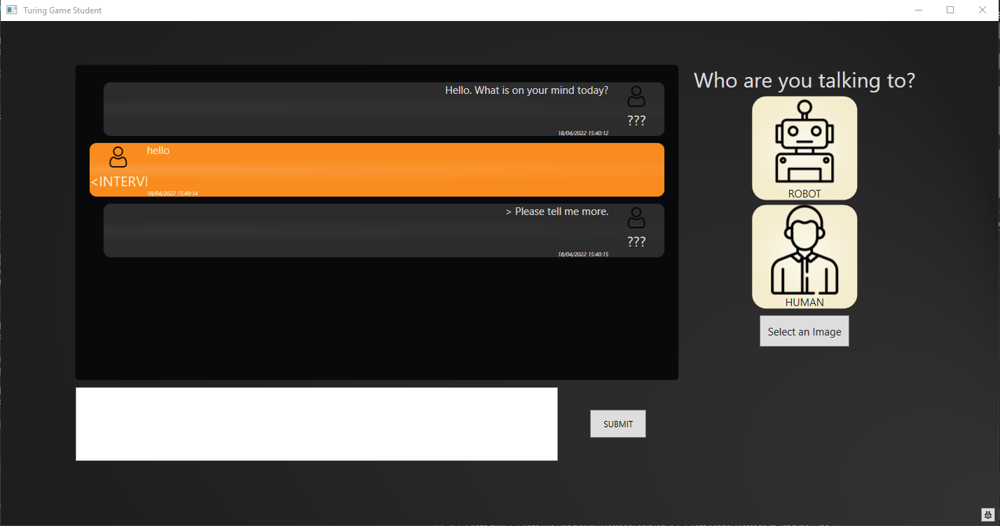 Turing Game Student
Who are you talking to?
Hello. What is on your mind today?
???
18/04/2022 15:40:12
hello
<INTERVI
18/04/2022 15:40:14
> Please tell me more.
???
18/04/2022 15:40:15
ROBOT
HUMAN
Select an Image
SUBMIT